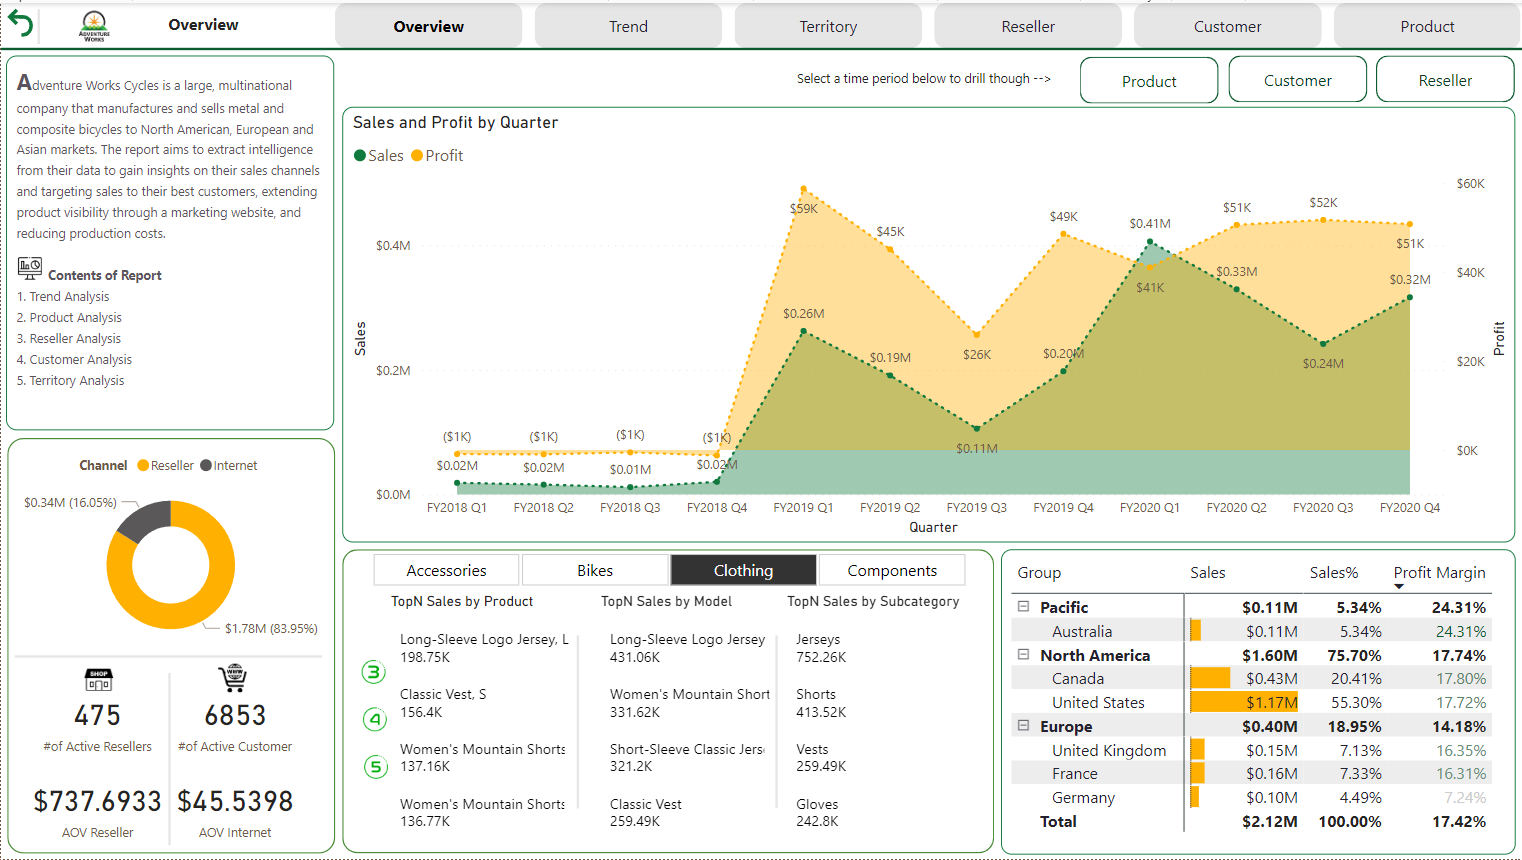 ADVENTURE
WORKS
Overview
Overview
Trend
Territory
Reseller
Customer
Product
Adventure Works Cycles is a large, multinational
company that manufactures and sells metal and
composite bicycles to North American, European and
Asian markets. The report aims to extract intelligence
from their data to gain insights on their sales channels
and targeting sales to their best customers, extending
product visibility through a marketing website, and
reducing production costs.
Contents of Report
1. Trend Analysis
2. Product Analysis
3. Reseller Analysis
4. Customer Analysis
5. Territory Analysis
Select a time period below to drill though -->
Product
Customer
Reseller
Sales and Profit by Quarter
Sales Profit
$60K
$59K
$45K
$49K
$0.41M
$51K
$52K
$0.4M
$51K
$40K
$41K
$0.33M
$0.32M
$0.26M
Sales
Profit
$0.19M
$26K
$0.20M
$0.24M
$20K
$0.2M
($1K)
($1K)
($1K)
($1K)
$0.11M
$0K
$0.02M
$0.02M
$0.01M
$0.02M
$0.0M
FY2018 Q1
FY2018 Q2
FY2018 Q3
FY2018 Q4
FY2019 Q1
FY2019 Q2
FY2019 Q3
FY2019 Q4
FY2020 Q1
FY2020 Q2
FY2020 Q3
FY2020 Q4
Quarter
Channel Reseller Internet
$0.34M (16.05%)
$1.78M (83.95%)
SHOP
WWW
475
6853
#of Active Resellers
#of Active Customer
$737.6933
$45.5398
AOV Reseller
AOV Internet
Accessories
Bikes
Clothing
Components
TopN Sales by Product
TopN Sales by Model
TopN Sales by Subcategory
3
4
5
Long-Sleeve Logo Jersey, L
198.75K
Classic Vest, S
156.4K
Women's Mountain Shorts
137.16K
Women's Mountain Shorts
136.77K
Long-Sleeve Logo Jersey
431.06K
Women's Mountain Short
331.62K
Short-Sleeve Classic Jers
321.2K
Classic Vest
259.49K
Jerseys
752.26K
Shorts
413.52K
Vests
259.49K
Gloves
242.8K
Group Sales Sales% Profit Margin
Pacific $0.11M 5.34% 24.31%
Australia $0.11M 5.34% 24.31%
North America $1.60M 75.70% 17.74%
Canada $0.43M 20.41% 17.80%
United States $1.17M 55.30% 17.72%
Europe $0.40M 18.95% 14.18%
United Kingdom $0.15M 7.13% 16.35%
France $0.16M 7.33% 16.31%
Germany $0.10M 4.49% 7.24%
Total $2.12M 100.00% 17.42%